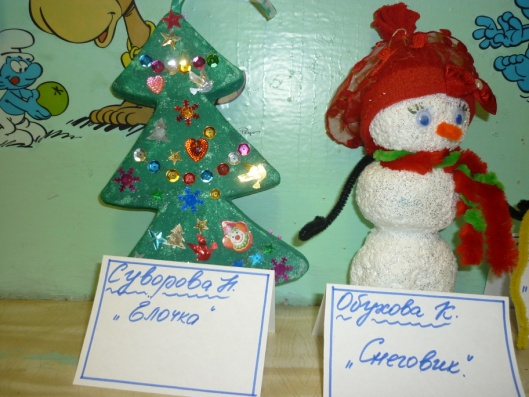 Суворова Н.
„Ёлочка“
Обухова К.
„Снеговик“.